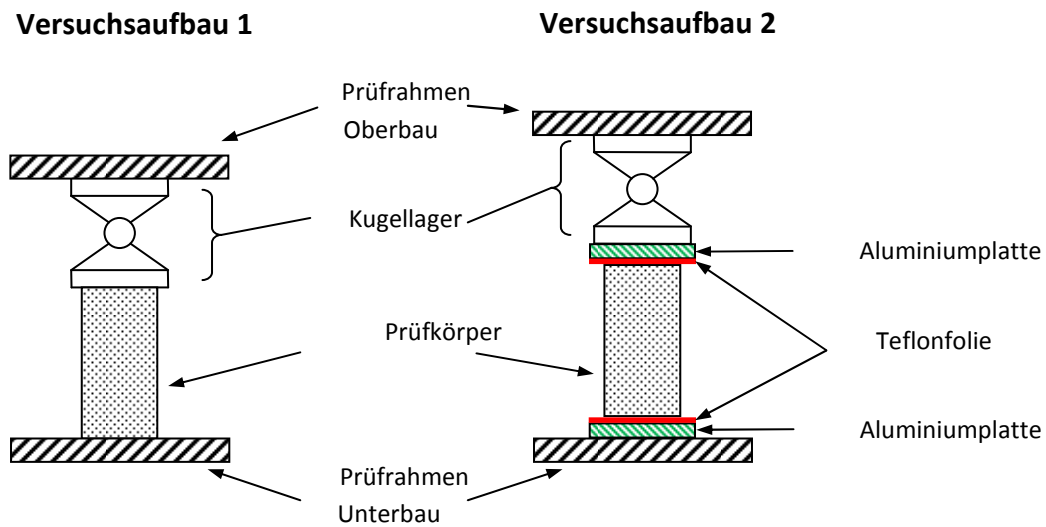 Versuchsaufbau 1
Versuchsaufbau 2
Prüfrahmen
Oberbau
Kugellager
Aluminiumplatte
Prüfkörper
Teflonfolie
Aluminiumplatte
Prüfrahmen
Unterbau